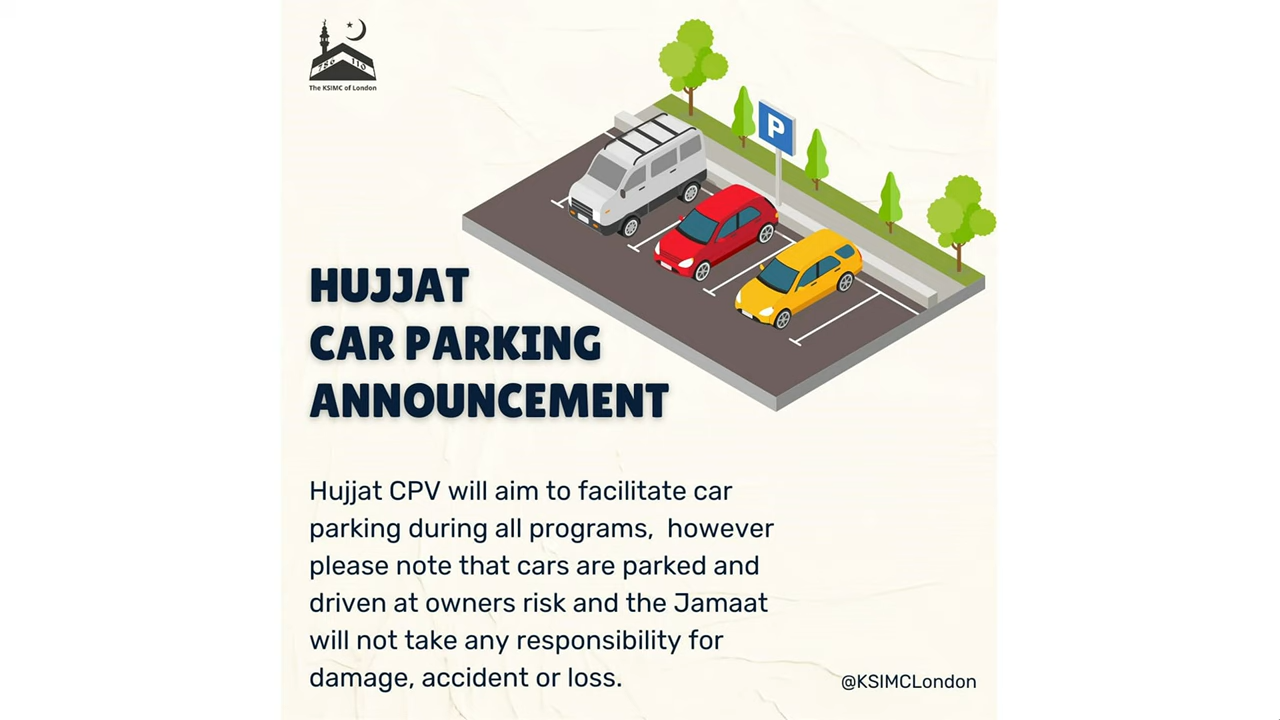 786 110
The KSIMC of London
P
HUJJAT
CAR PARKING
ANNOUNCEMENT
Hujjat CPV will aim to facilitate car
parking during all programs, however
please note that cars are parked and
driven at owners risk and the Jamaat
will not take any responsibility for
damage, accident or loss.
@KSIMCLondon